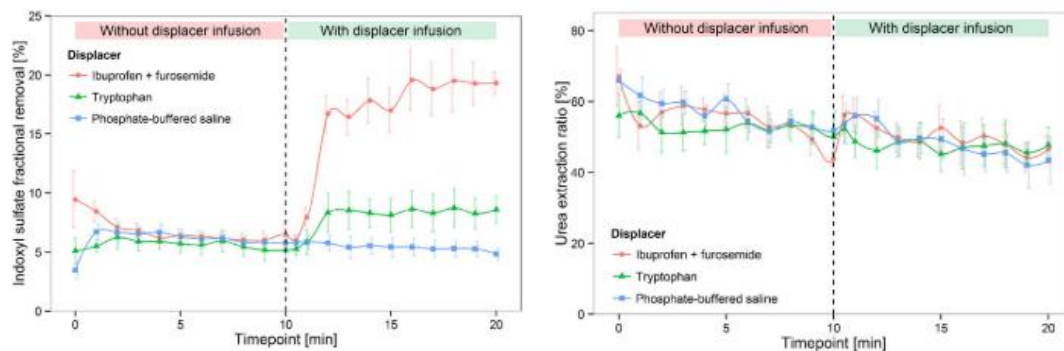 Without displacer infusion
With displacer infusion
Displacer
Ibuprofen + furosemide
Tryptophan
Phosphate-buffered saline
Indoxyl sulfate fractional removal [%]
25
20
15
10
5
0
0
5
10
15
20
Timepoint [min]
Without displacer infusion
With displacer infusion
Displacer
Ibuprofen + furosemide
Tryptophan
Phosphate-buffered saline
Urea extraction ratio [%]
80
60
40
20
0
0
5
10
15
20
Timepoint [min]